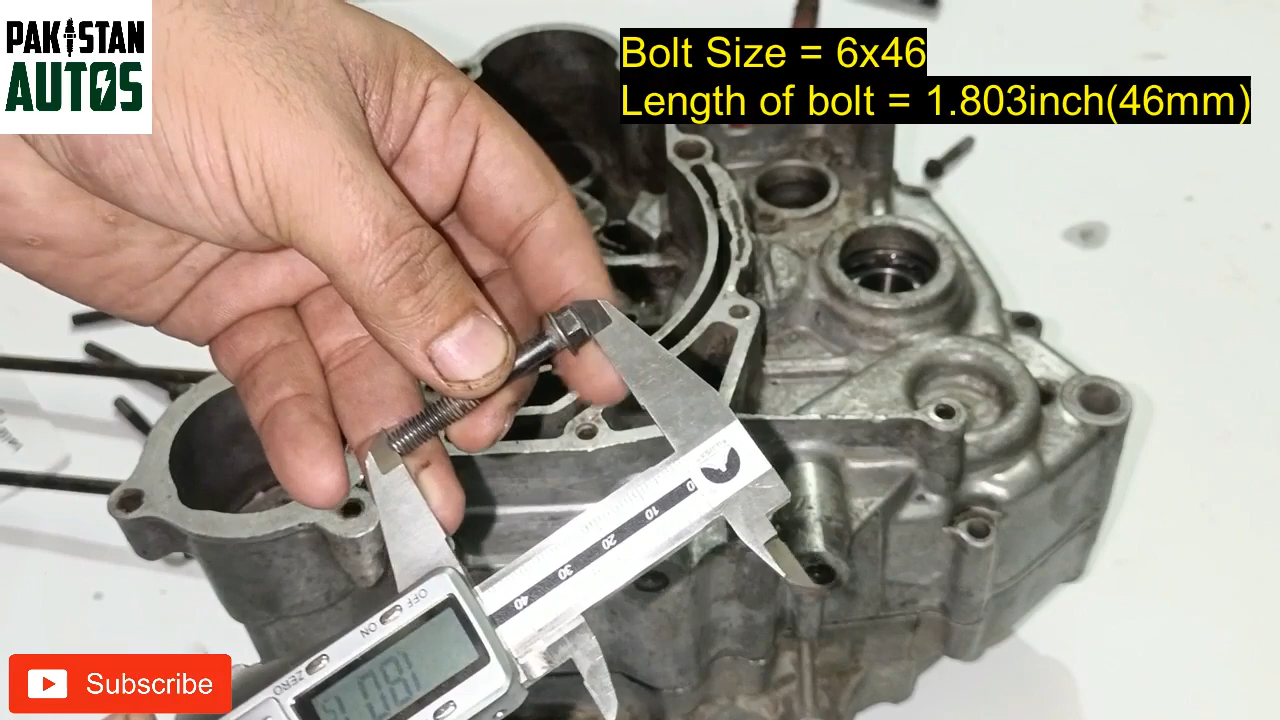 PAKISTAN
AUTOS
Bolt Size = 6x46
Length of bolt = 1.803inch(46mm)
0
10
20
30
40
OFF
ON
ZERO
Subscribe